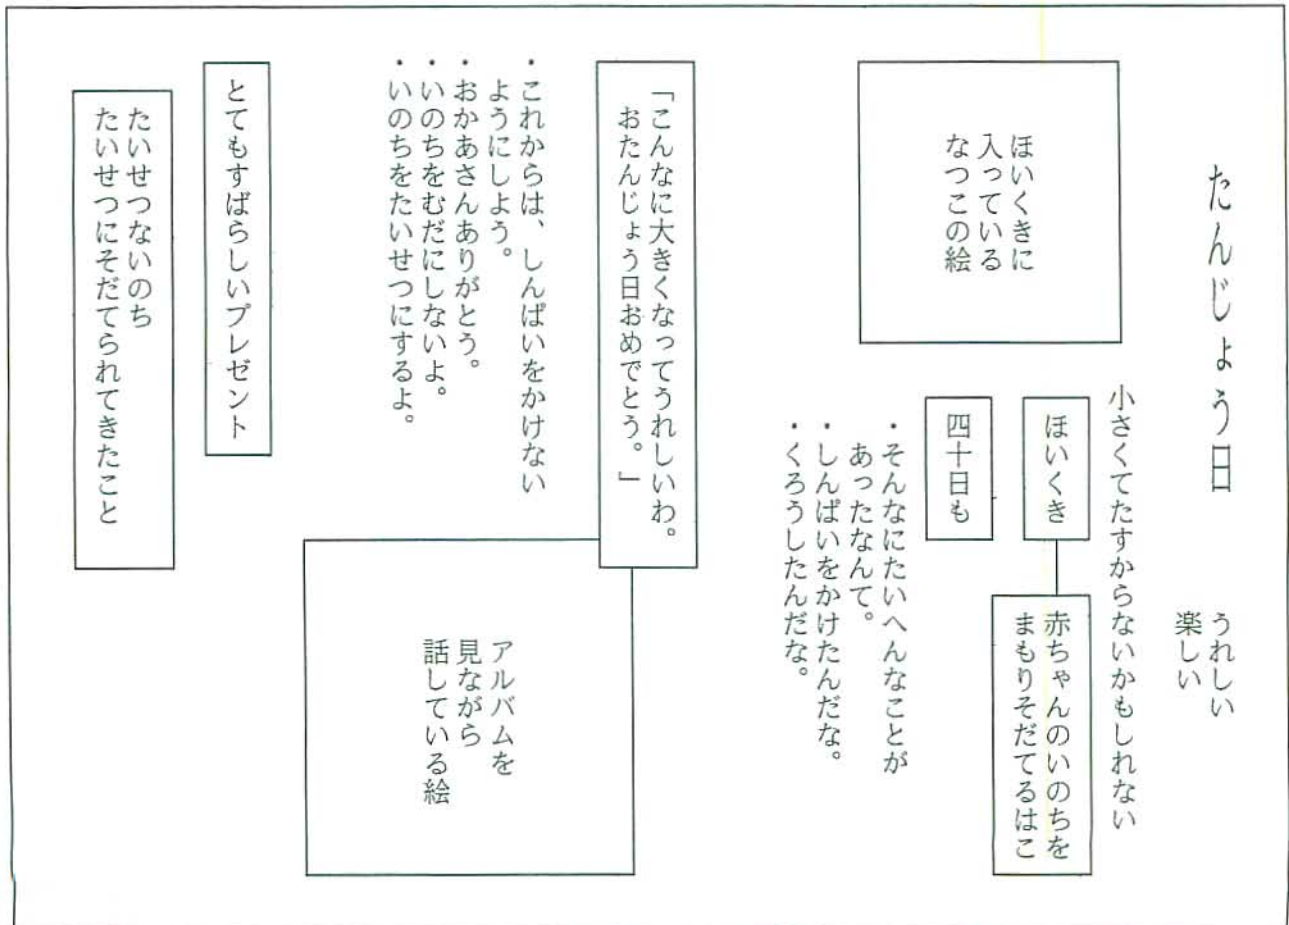 たんじょう日
うれしい
楽しい
小さくてたすからないかもしれない
ほいくきに
入っている
なつこの絵
ほいくき
赤ちゃんのいのちを
まもりそだてるはこ
四十日も
・そんなにたいへんなことが
あったなんて。
・しんぱいをかけたんだな。
・くろうしたんだな。
「こんなに大きくなってうれしいわ。
おたんじょう日おめでとう。」
・これからは、しんぱいをかけない
ようにしよう。
・おかあさんありがとう。
・いのちをむだにしないよ。
・いのちをたいせつにするよ。
アルバムを
見ながら
話している絵
とてもすばらしいプレゼント
たいせつないのち
たいせつにそだてられてきたこと